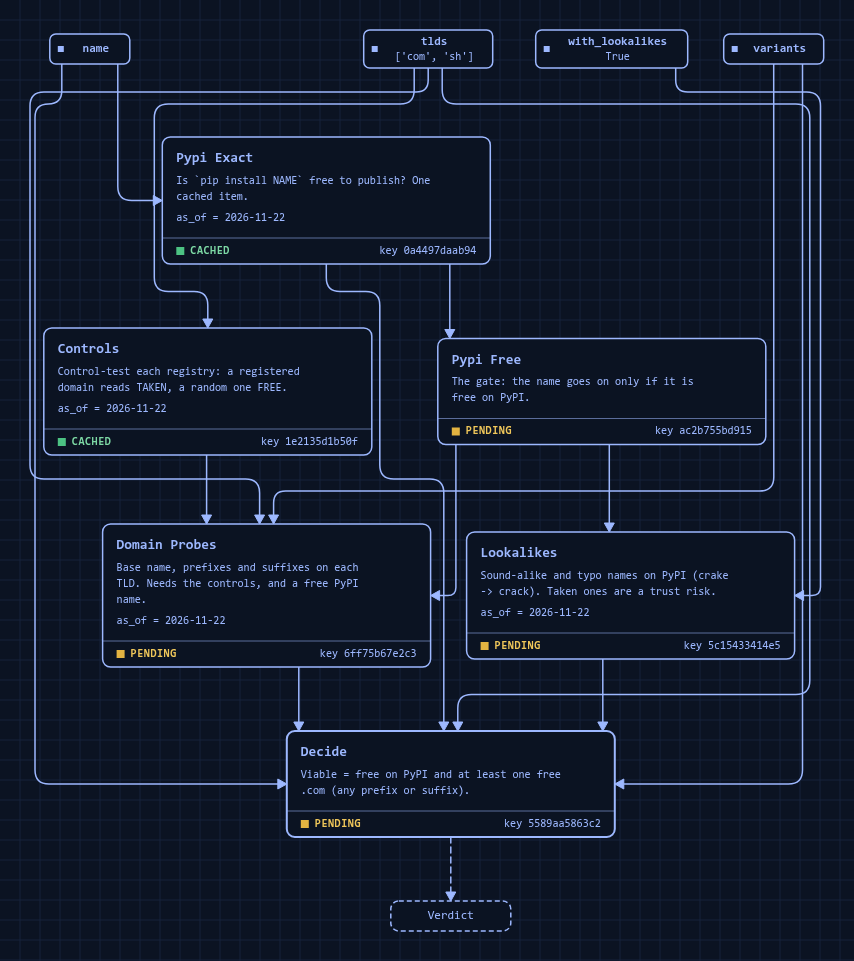 name
tlds
['com', 'sh']
with_lookalikes
True
variants
Pypi Exact
Is `pip install NAME` free to publish? One
cached item.
as_of = 2026-11-22
CACHED
key 0a4497daab94
Controls
Control-test each registry: a registered
domain reads TAKEN, a random one FREE.
as_of = 2026-11-22
CACHED
key 1e2135d1b50f
Pypi Free
The gate: the name goes on only if it is
free on PyPI.
PENDING
key ac2b755bd915
Domain Probes
Base name, prefixes and suffixes on each
TLD. Needs the controls, and a free PyPI
name.
as_of = 2026-11-22
PENDING
key 6ff75b67e2c3
Lookalikes
Sound-alike and typo names on PyPI (crake
-> crack). Taken ones are a trust risk.
as_of = 2026-11-22
PENDING
key 5c15433414e5
Decide
Viable = free on PyPI and at least one free
.com (any prefix or suffix).
PENDING
key 5589aa5863c2
Verdict